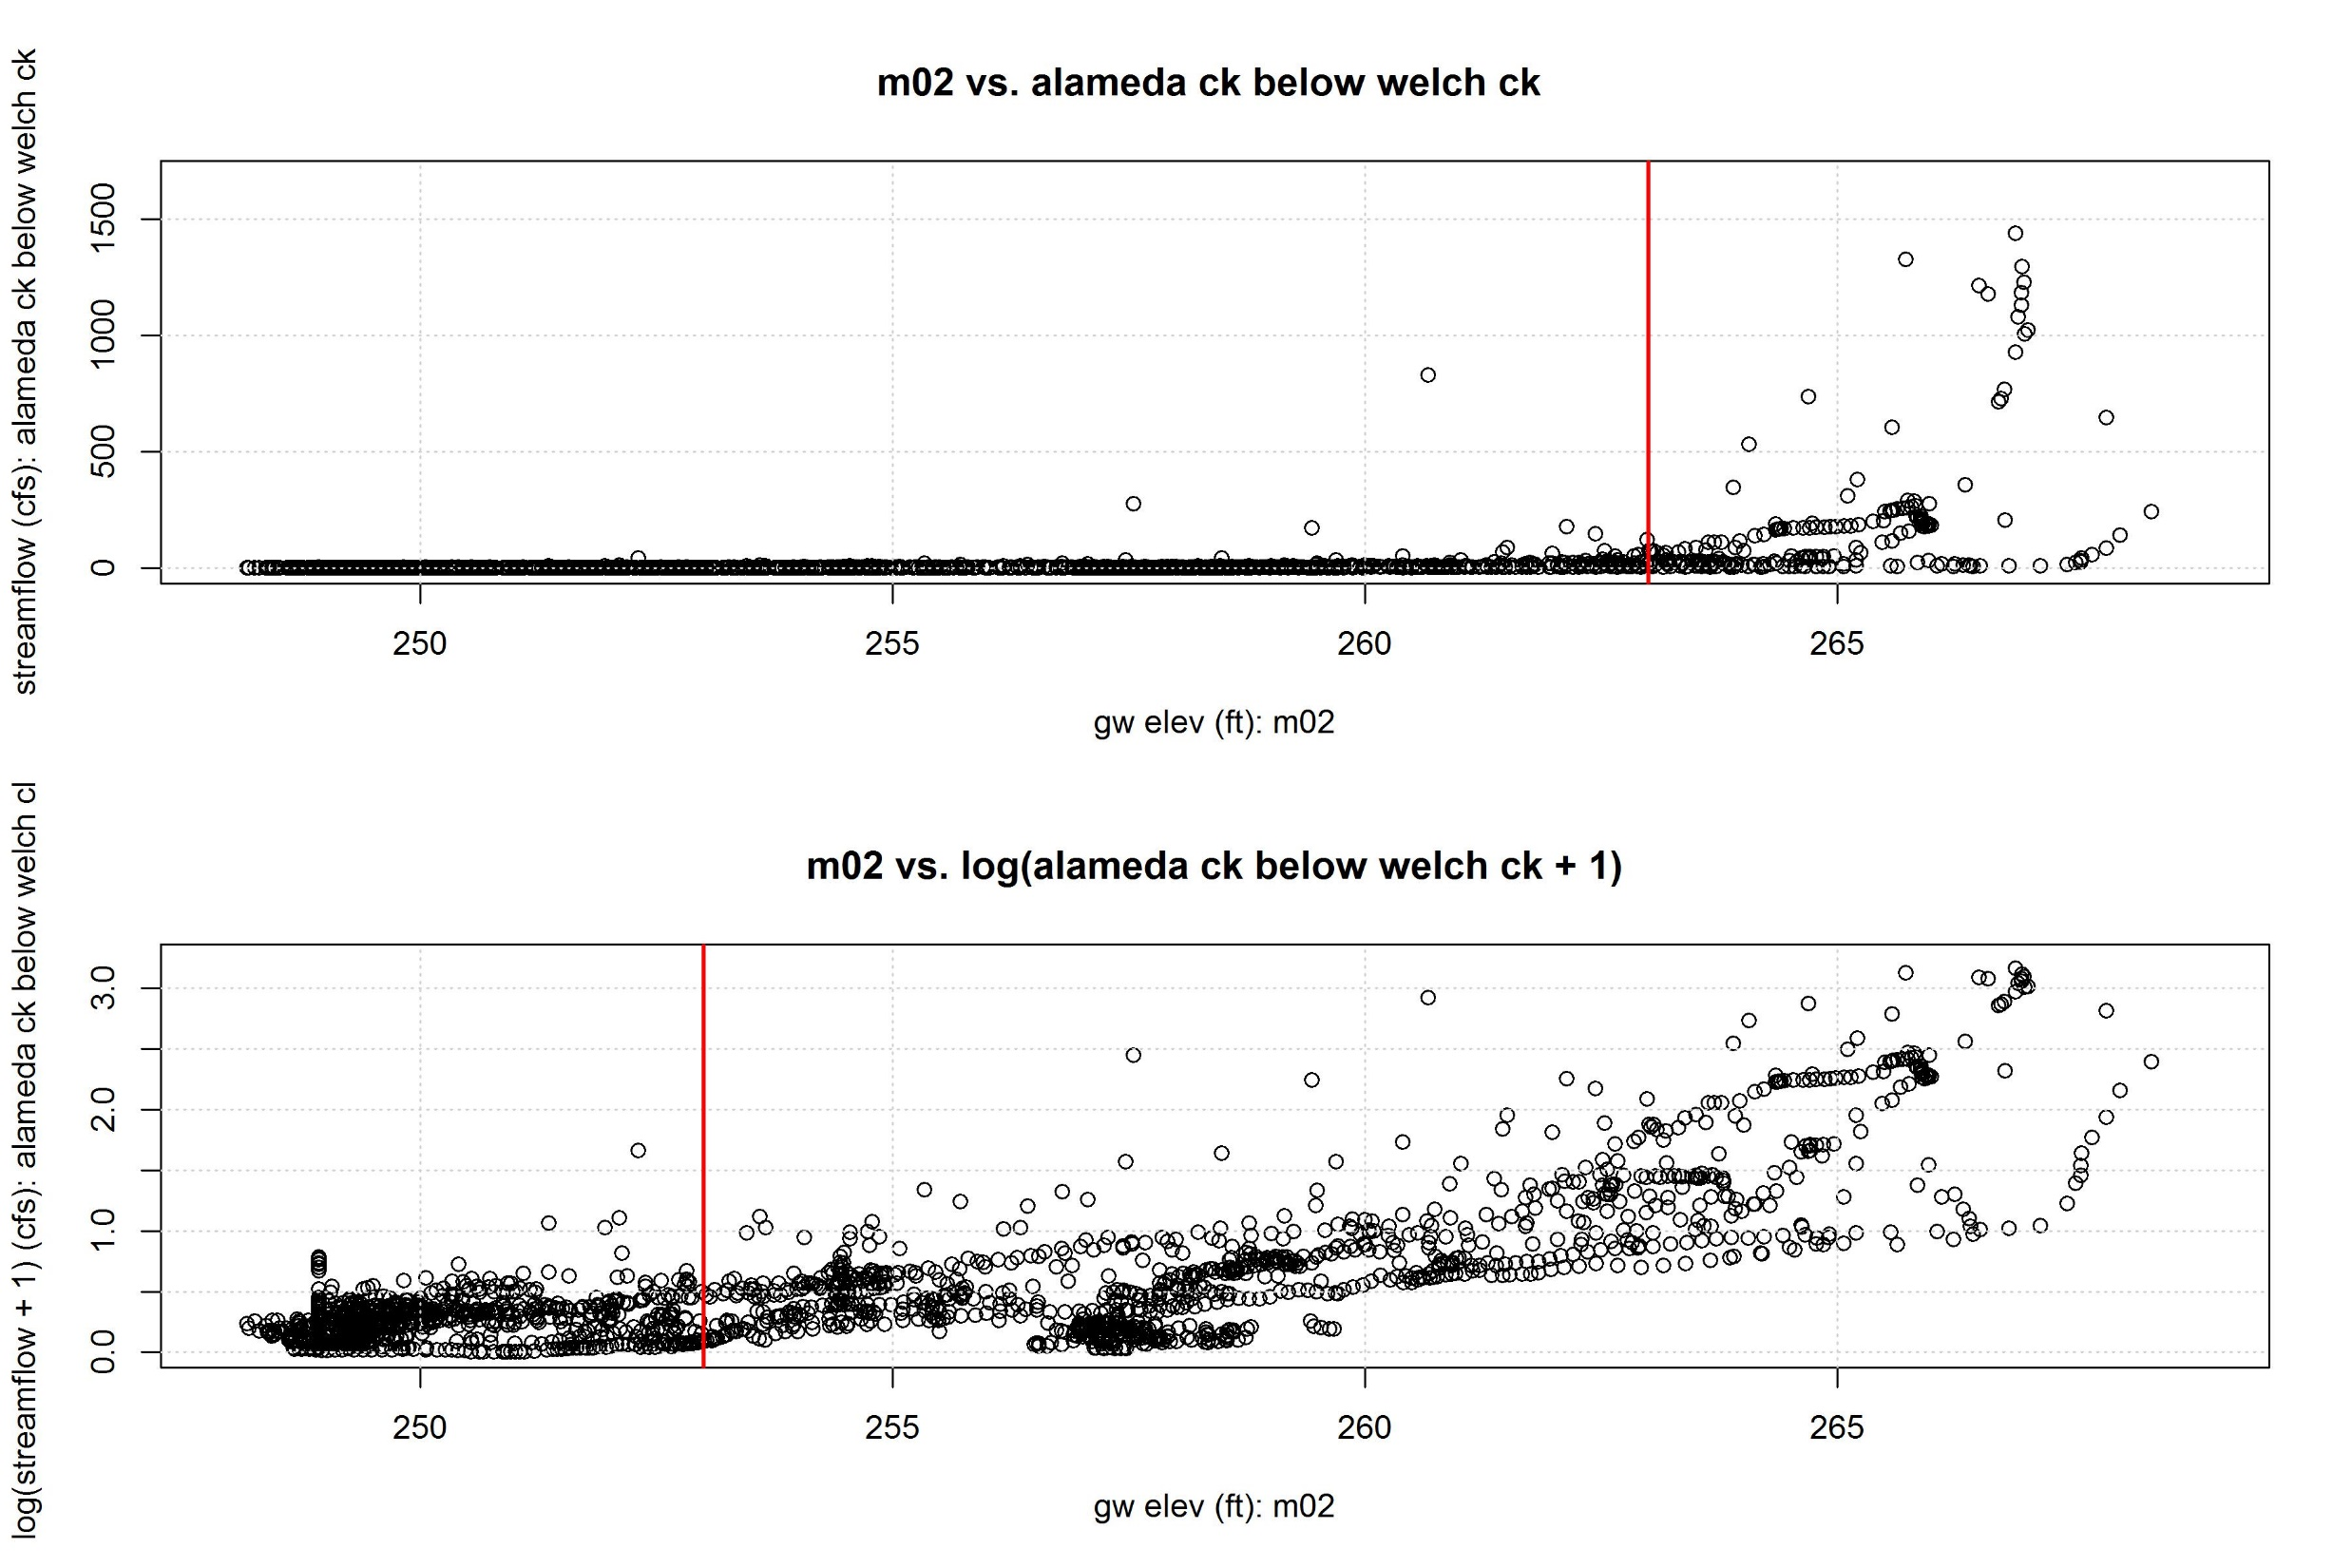 m02 vs. alameda ck below welch ck
streamflow (cfs): alameda ck below welch ck
1500
1000
500
0
250 255 260 265
gw elev (ft): m02
m02 vs. log(alameda ck below welch ck + 1)
log(streamflow + 1) (cfs): alameda ck below welch cl
3.0
2.0
1.0
0.0
250 255 260 265
gw elev (ft): m02